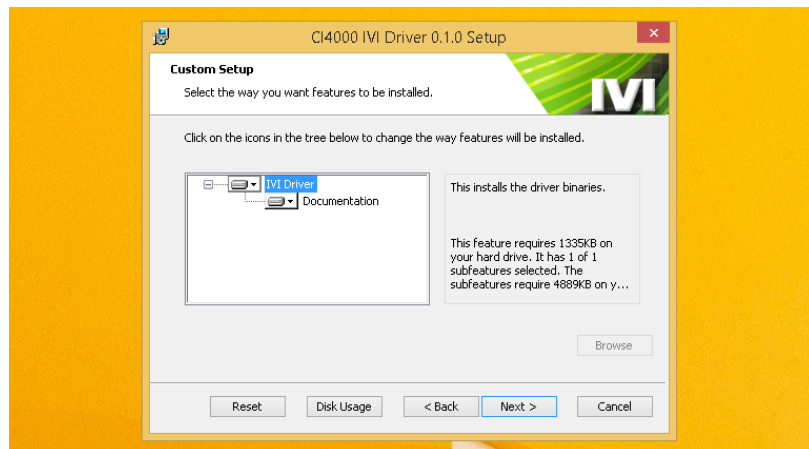 CI4000 IVI Driver 0.1.0 Setup
Custom Setup
Select the way you want features to be installed.
IVI
Click on the icons in the tree below to change the way features will be installed.
IVI Driver
Documentation
This installs the driver binaries.
This feature requires 1335KB on
your hard drive. It has 1 of 1
subfeatures selected. The
subfeatures require 4889KB on y...
Browse
Reset
Disk Usage
< Back
Next >
Cancel